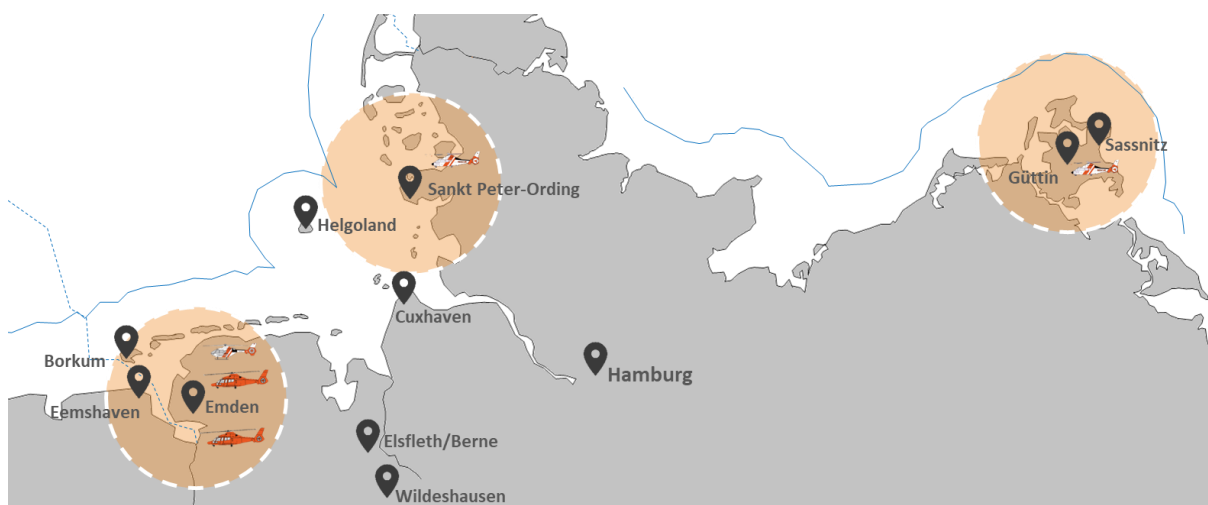 Sassnitz
Güttin
Sankt Peter-Ording
Helgoland
Cuxhaven
Borkum
Hamburg
Eemshaven
Emden
Elsfleth/Berne
Wildeshausen